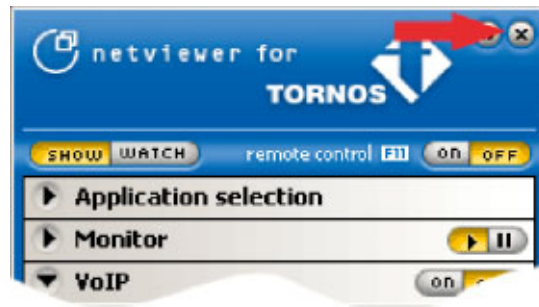 netviewer for
TORNOS
SHOW WATCH remote control F11 on OFF
Application selection
Monitor
VoIP on